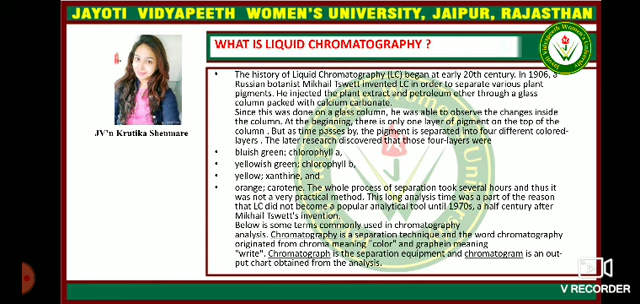 JAYOTI VIDYAPEETH WOMEN'S UNIVERSITY, JAIPUR, RAJASTHAN
WHAT IS LIQUID CHROMATOGRAPHY ?
JV'n Krutika Shenmare
• The history of Liquid Chromatography (LC) began at early 20th century. In 1906, a
Russian botanist Mikhail Tswett invented LC in order to separate various plant
pigments. He injected the plant extract and petroleum ether through a glass
column packed with calcium carbonate.
Since this was done on a glass column, he was able to observe the changes inside
the column. At the beginning, there is only one layer of pigment on the top of the
column . But as time passes by, the pigment is separated into four different colored-
layers . The later research discovered that those four-layers were
• bluish green; chlorophyll a,
• yellowish green; chlorophyll b,
• yellow; xanthine, and
• orange; carotene. The whole process of separation took several hours and thus it
was not a very practical method. This long analysis time was a part of the reason
that LC did not become a popular analytical tool until 1970s, a half century after
Mikhail Tswett's invention.
Below is some terms commonly used in chromatography
analysis. Chromatography is a separation technique and the word chromatography
originated from chroma meaning "color" and graphein meaning
"write". Chromatograph is the separation equipment and chromatogram is an out-
put chart obtained from the analysis.
V RECORDER